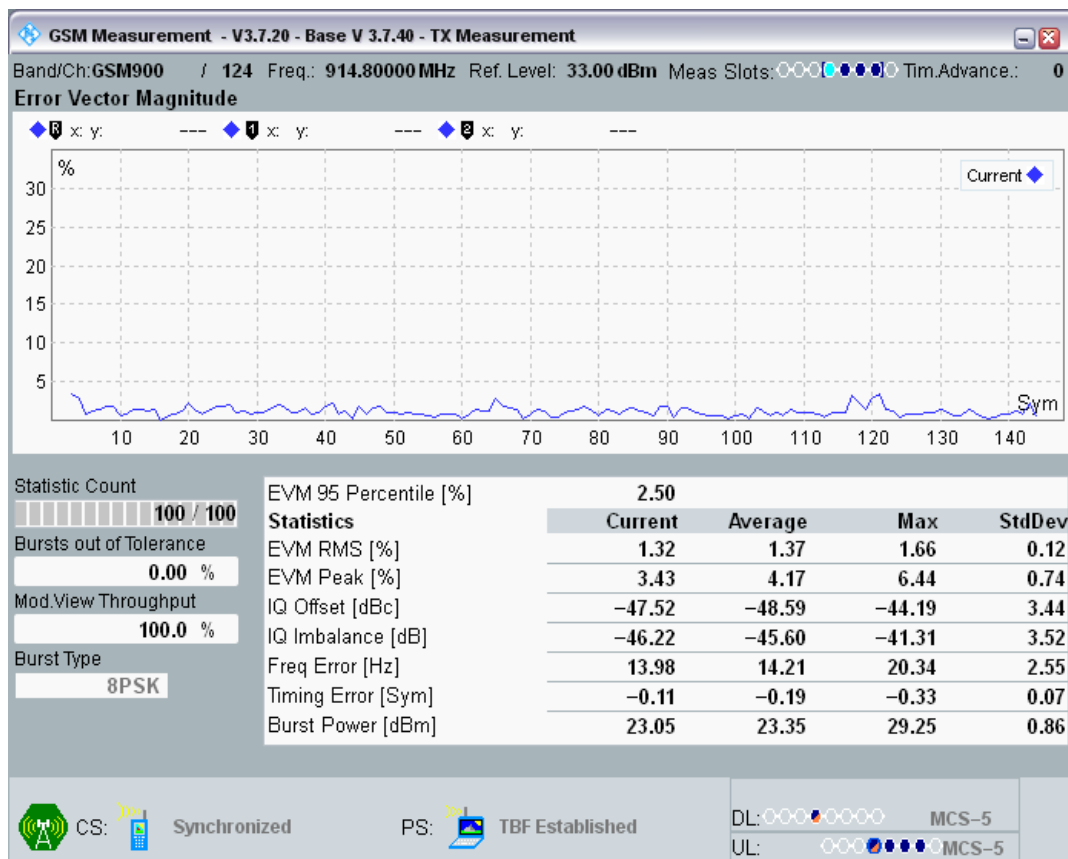 GSM Measurement - V3.7.20 - Base V 3.7.40 - TX Measurement
Band/Ch:GSM900 / 124 Freq.: 914.80000 MHz Ref. Level: 33.00 dBm Meas Slots: Tim.Advance.: 0
Error Vector Magnitude
R x: y: --- 1 x: y: --- 2 x: y: ---
%
Current
30
25
20
15
10
5
Sym
10 20 30 40 50 60 70 80 90 100 110 120 130 140
Statistic Count
100 / 100
Bursts out of Tolerance
0.00 %
Mod.View Throughput
100.0 %
Burst Type
8PSK
EVM 95 Percentile [%] 2.50
Statistics Current Average Max StdDev
EVM RMS [%] 1.32 1.37 1.66 0.12
EVM Peak [%] 3.43 4.17 6.44 0.74
IQ Offset [dBc] −47.52 −48.59 −44.19 3.44
IQ Imbalance [dB] −46.22 −45.60 −41.31 3.52
Freq Error [Hz] 13.98 14.21 20.34 2.55
Timing Error [Sym] −0.11 −0.19 −0.33 0.07
Burst Power [dBm] 23.05 23.35 29.25 0.86
CS: Synchronized PS: TBF Established
DL: MCS−5
UL: MCS−5